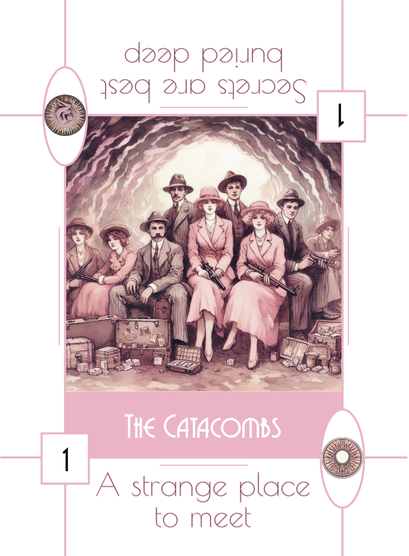 Secrets are best
buried deep
1
The Catacombs
1
A strange place
to meet